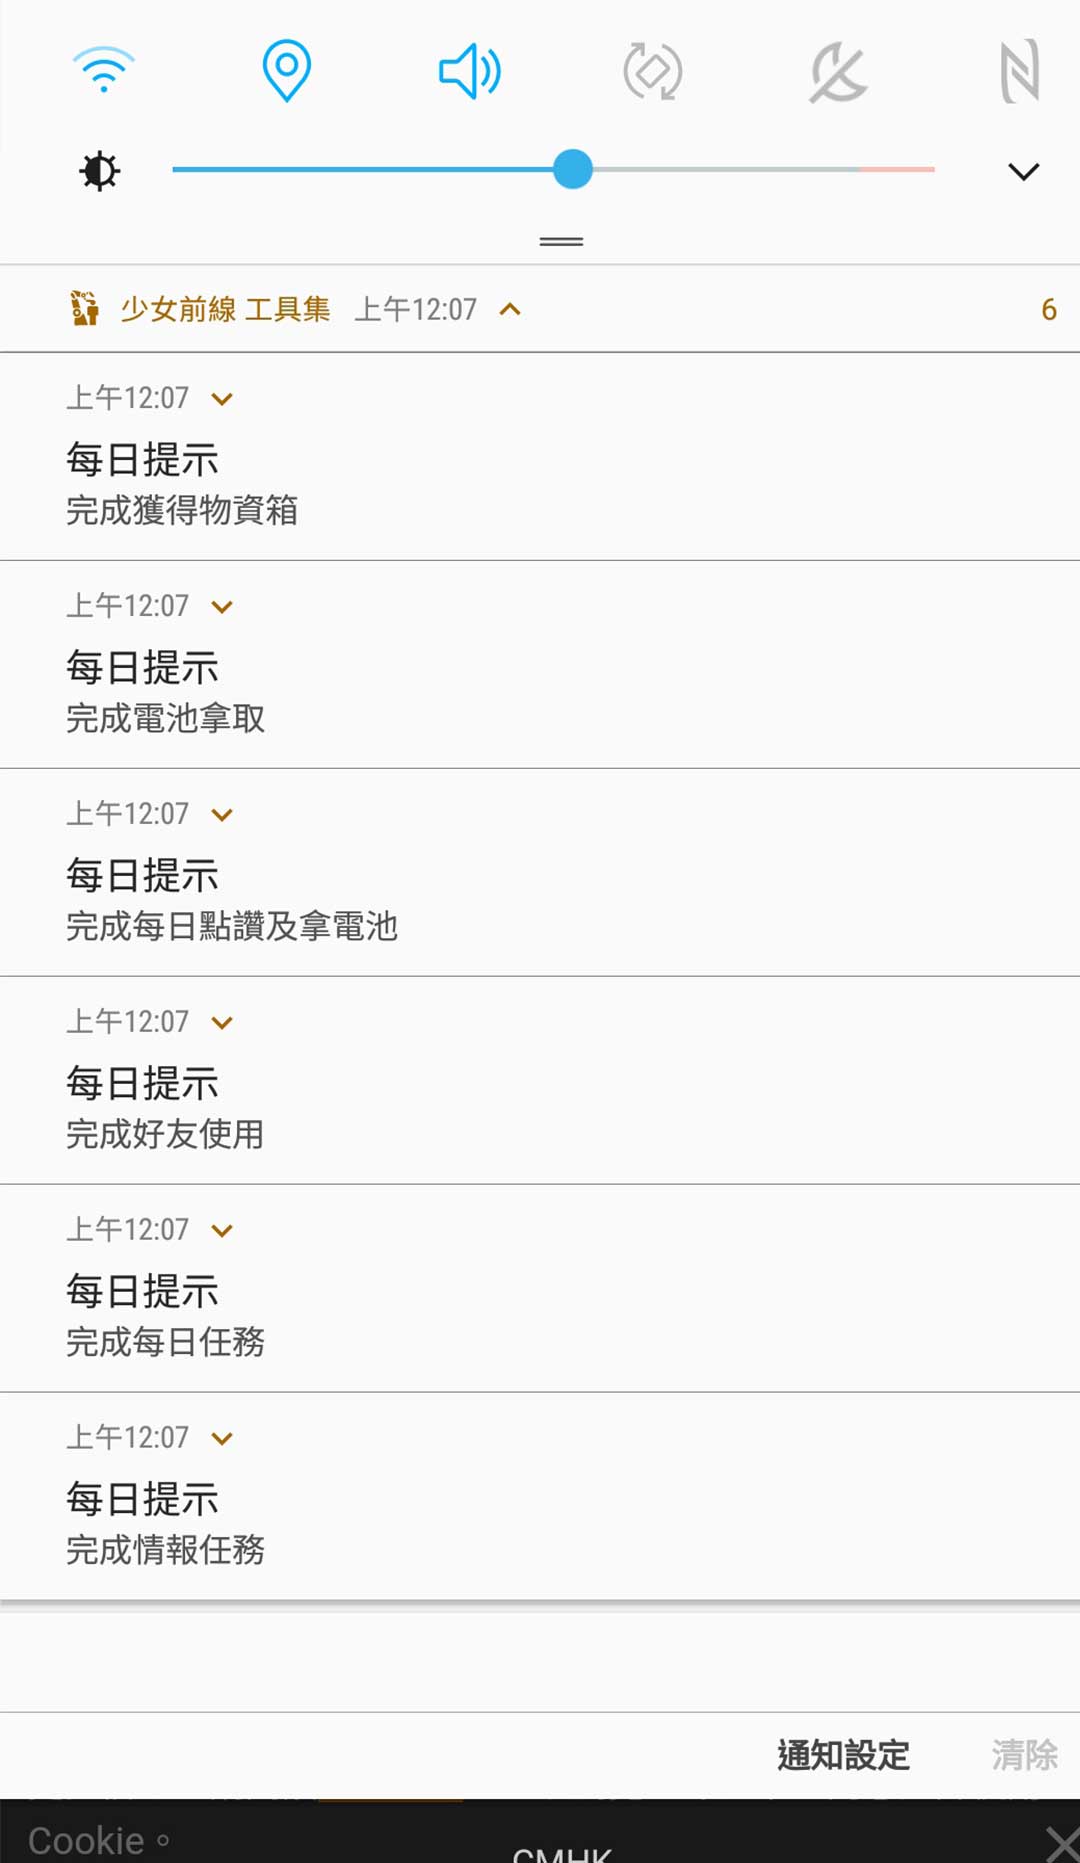 少女前線 工具集 上午12:07 6
上午12:07
每日提示
完成獲得物資箱
上午12:07
每日提示
完成電池拿取
上午12:07
每日提示
完成每日點讚及拿電池
上午12:07
每日提示
完成好友使用
上午12:07
每日提示
完成每日任務
上午12:07
每日提示
完成情報任務
通知設定 清除
Cookie。
CMHK